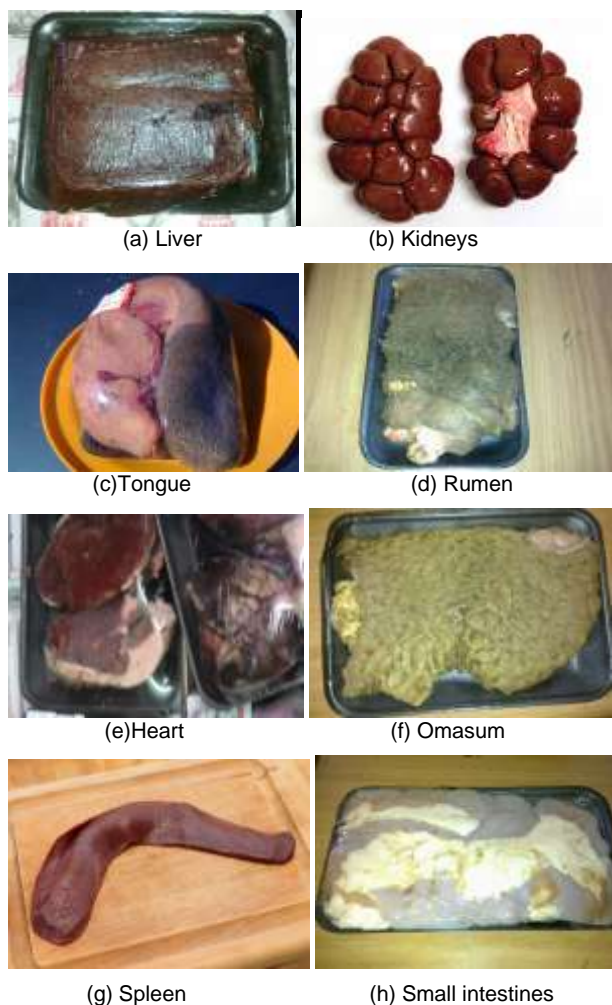 (a) Liver
(b) Kidneys
(c)Tongue
(d) Rumen
(e)Heart
(f) Omasum
(g) Spleen
(h) Small intestines